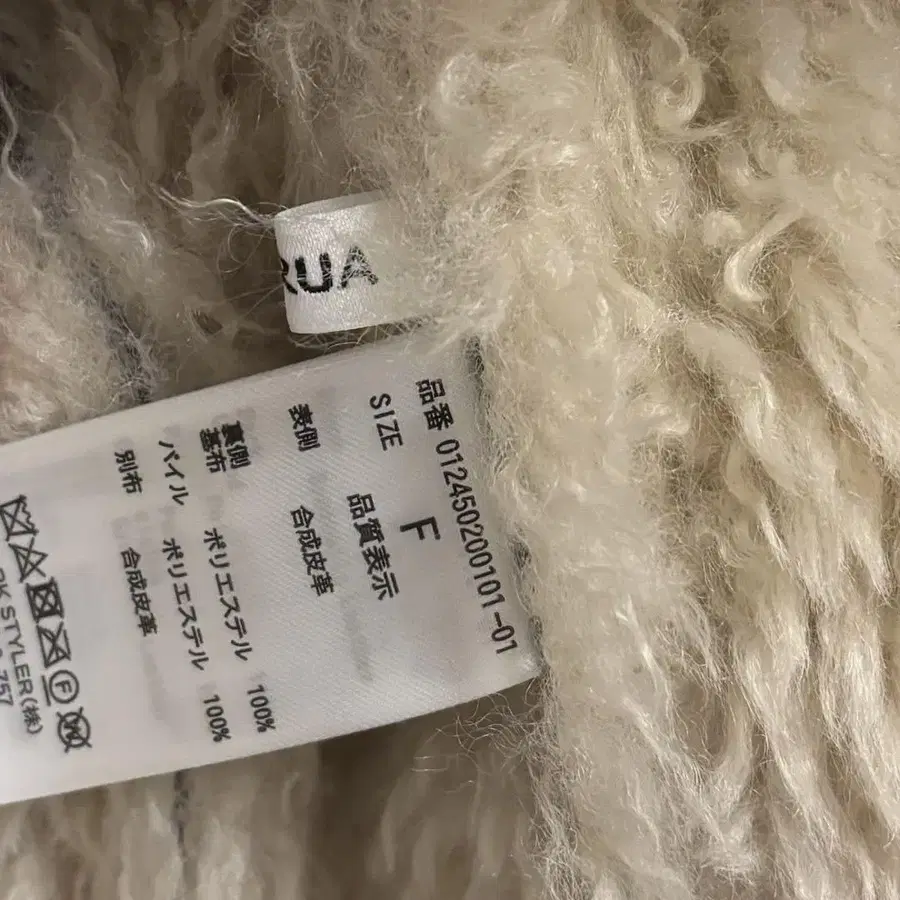 RUA
品番 012450200101-01
SIZE F
品質表示
表側 合成皮革
裏側
基布 ポリエステル 100%
パイル ポリエステル 100%
別布 合成皮革
K STYLER(株)
757